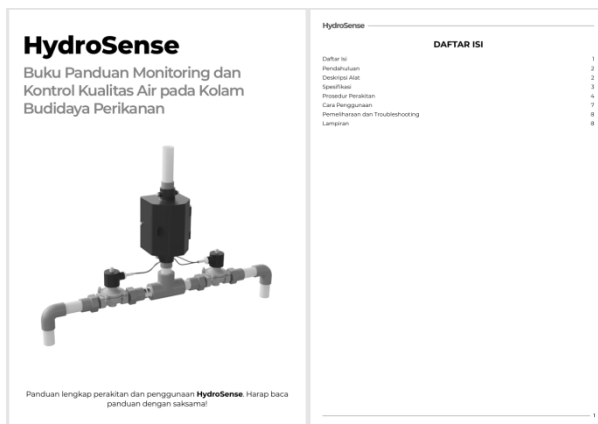 HydroSense
Buku Panduan Monitoring dan
Kontrol Kualitas Air pada Kolam
Budidaya Perikanan
Panduan lengkap perakitan dan penggunaan HydroSense. Harap baca
panduan dengan saksama!
HydroSense
DAFTAR ISI
Daftar Isi 1
Pendahuluan 2
Deskripsi Alat 2
Spesifikasi 3
Prosedur Perakitan 4
Cara Penggunaan 7
Pemeliharaan dan Troubleshooting 8
Lampiran 8
1